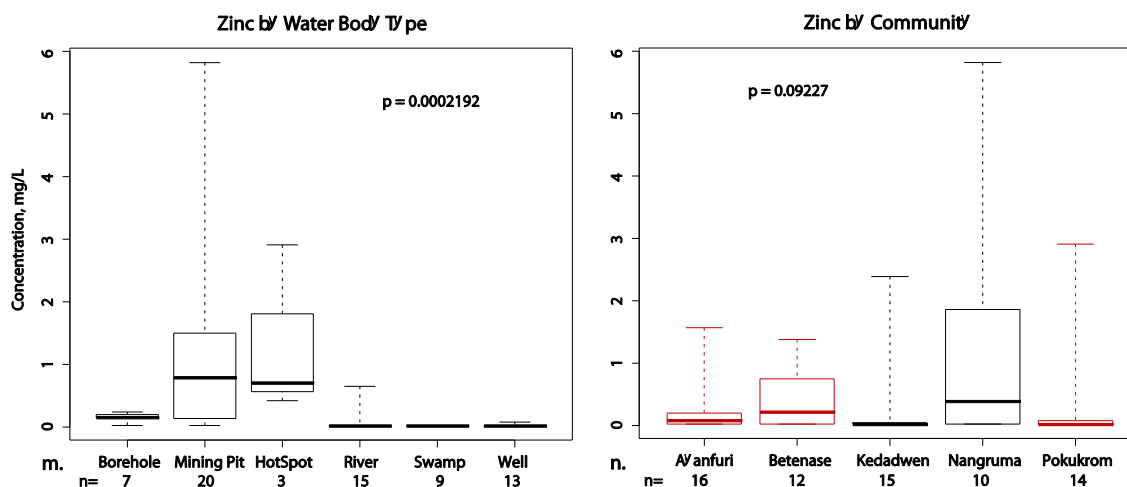 Zinc by Water Body Type
Concentration, mg/L
6
5
4
3
2
1
0
p = 0.0002192
m.
Borehole Mining Pit HotSpot River Swamp Well
n= 7 20 3 15 9 13
Zinc by Community
6
5
4
3
2
1
0
p = 0.09227
n.
Ayanfuri Betenase Kedadwen Nangruma Pokukrom
n= 16 12 15 10 14